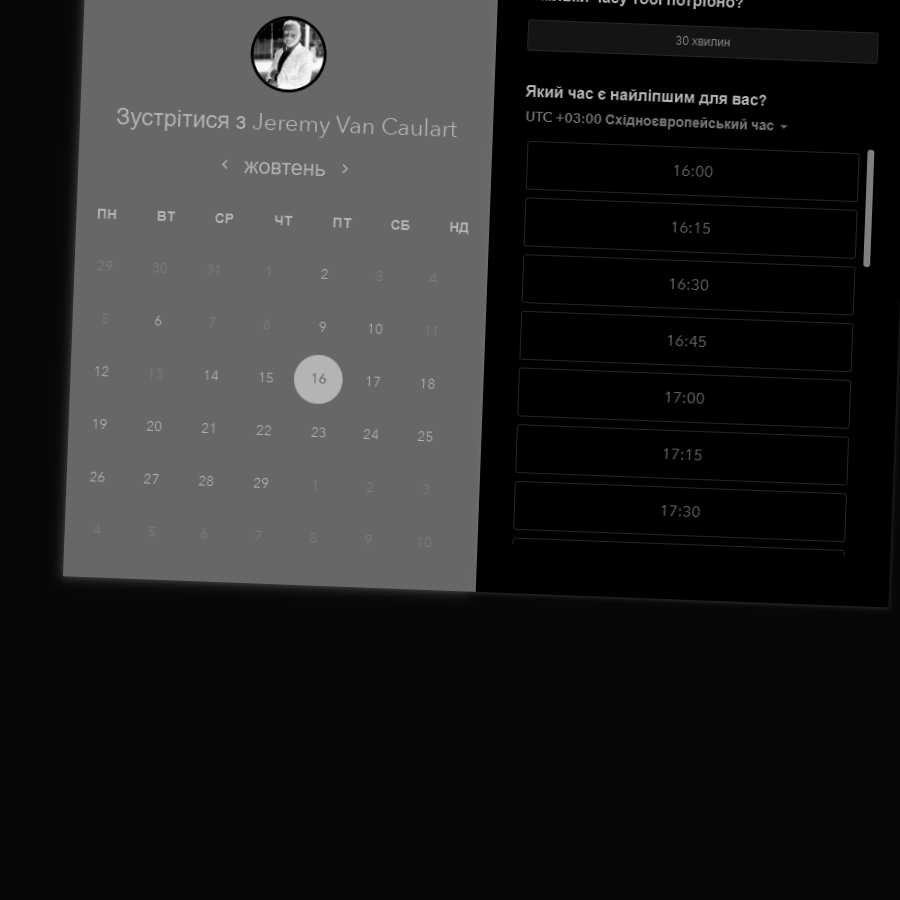 Зустрітися з Jeremy Van Caulart
жовтень
ПН ВТ СР ЧТ ПТ СБ НД
29 30 31 1 2 3 4
5 6 7 8 9 10 11
12 13 14 15 16 17 18
19 20 21 22 23 24 25
26 27 28 29 1 2 3
4 5 6 7 8 9 10
часу тобі потрібно?
30 хвилин
Який час є найліпшим для вас?
UTC +03:00 Східноєвропейський час
16:00
16:15
16:30
16:45
17:00
17:15
17:30